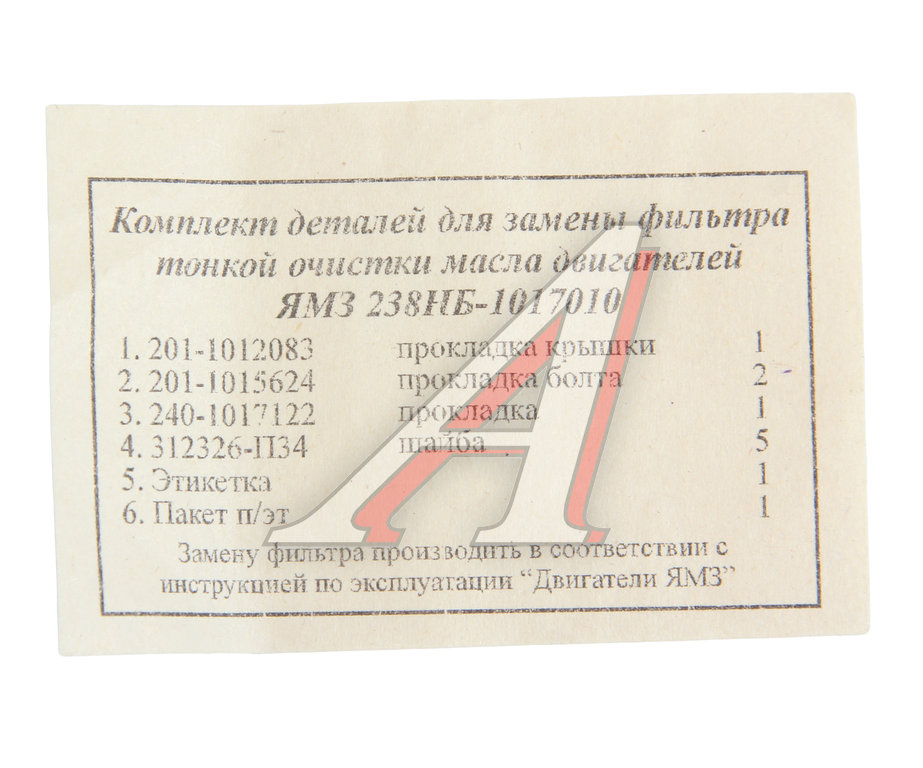 Комплект деталей для замены фильтра
тонкой очистки масла двигателей
ЯМЗ 238НБ-1017010
1. 201-1012083 прокладка крышки 1
2. 201-1015624 прокладка болта 2
3. 240-1017122 прокладка 1
4. 312326-П34 шайба 5
5. Этикетка 1
6. Пакет п/эт 1
Замену фильтра производить в соответствии с
инструкцией по эксплуатации “Двигатели ЯМЗ”